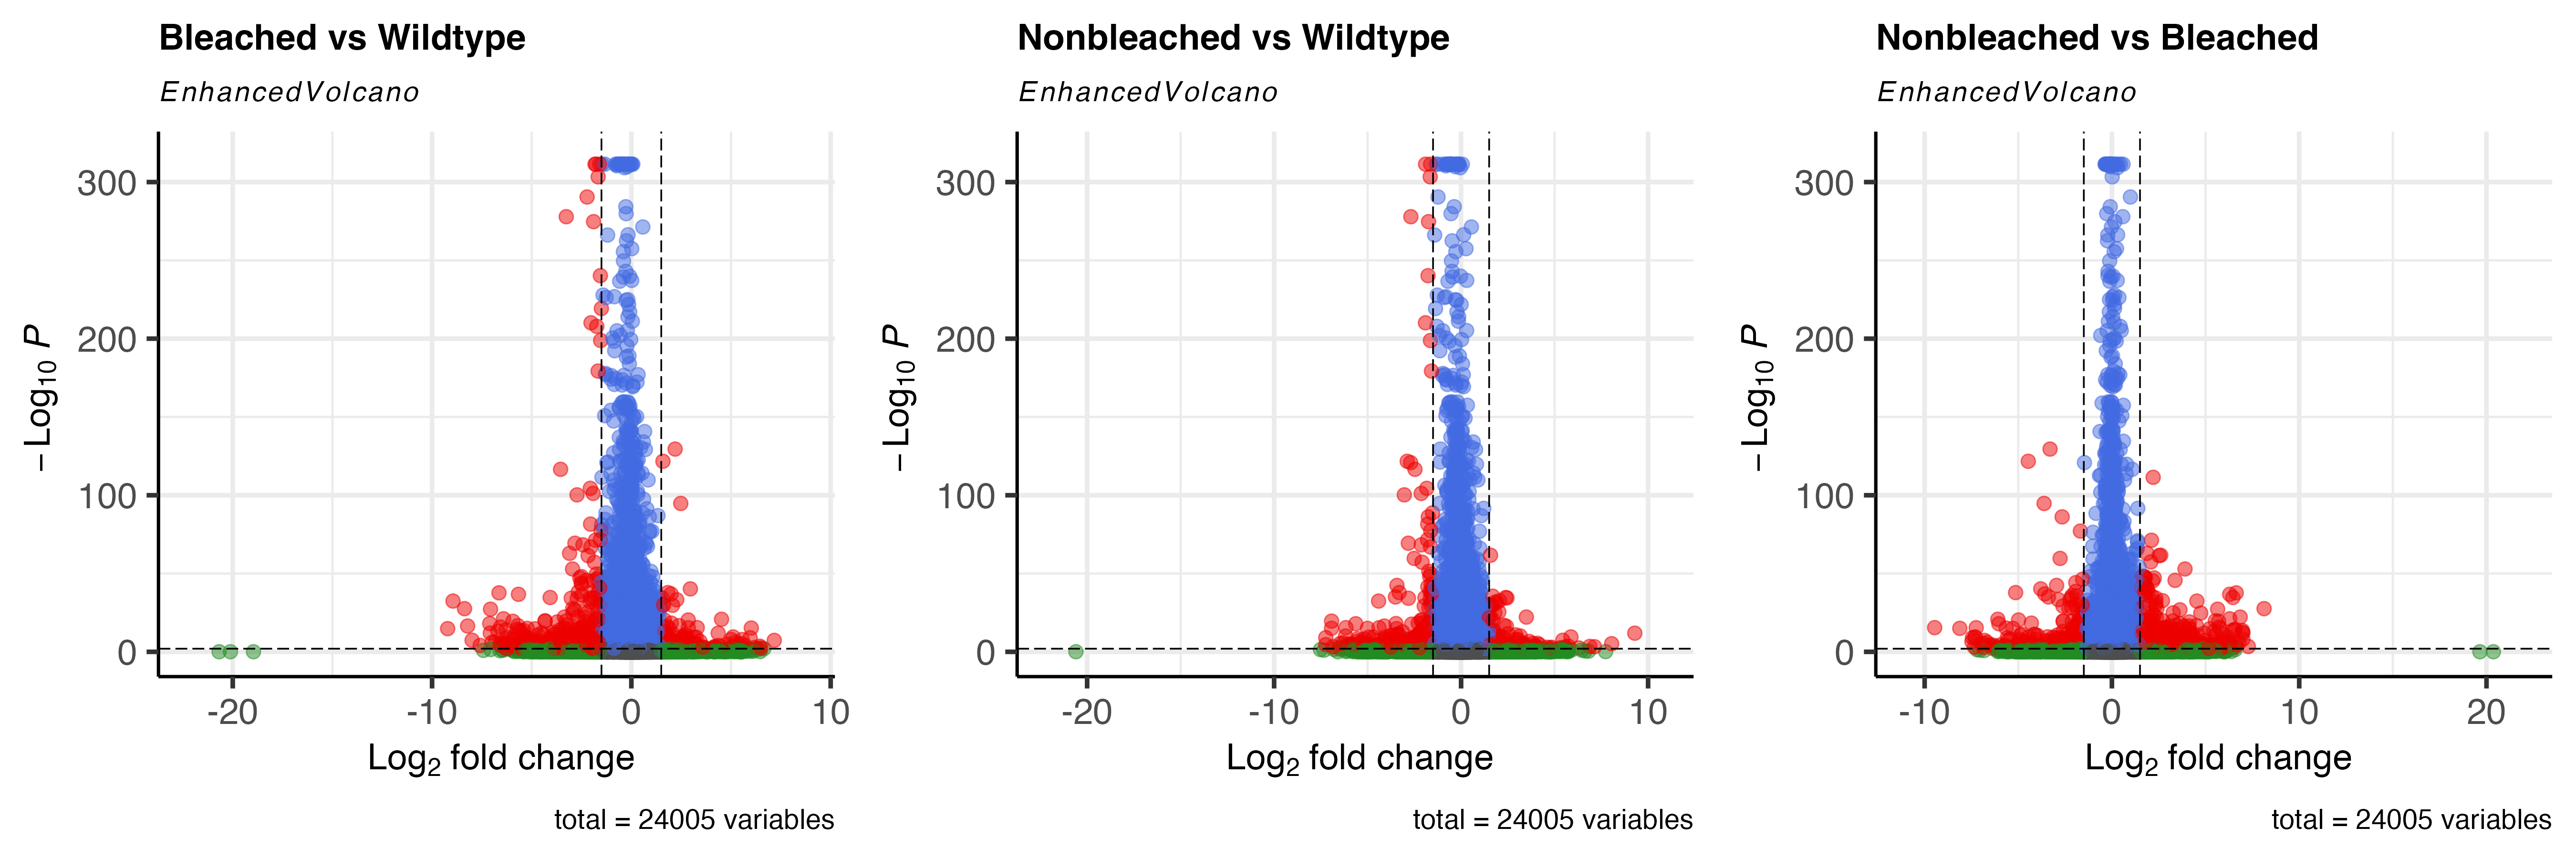 Bleached vs Wildtype
EnhancedVolcano
300
200
100
0
−Log10 P
-20
-10
0
10
Log2 fold change
total = 24005 variables
Nonbleached vs Wildtype
EnhancedVolcano
300
200
100
0
−Log10 P
-20
-10
0
10
Log2 fold change
total = 24005 variables
Nonbleached vs Bleached
EnhancedVolcano
300
200
100
0
−Log10 P
-10
0
10
20
Log2 fold change
total = 24005 variables